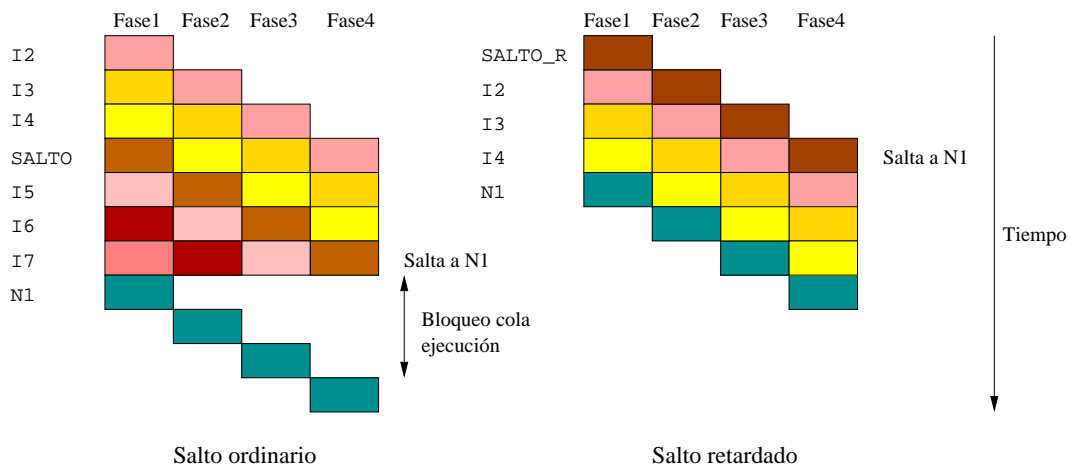 Fase1 Fase2 Fase3 Fase4
I2
I3
I4
SALTO
I5
I6
I7
N1
Salta a N1
Bloqueo cola
ejecución
Salto ordinario
Fase1 Fase2 Fase3 Fase4
SALTO_R
I2
I3
I4
N1
Salta a N1
Tiempo
Salto retardado